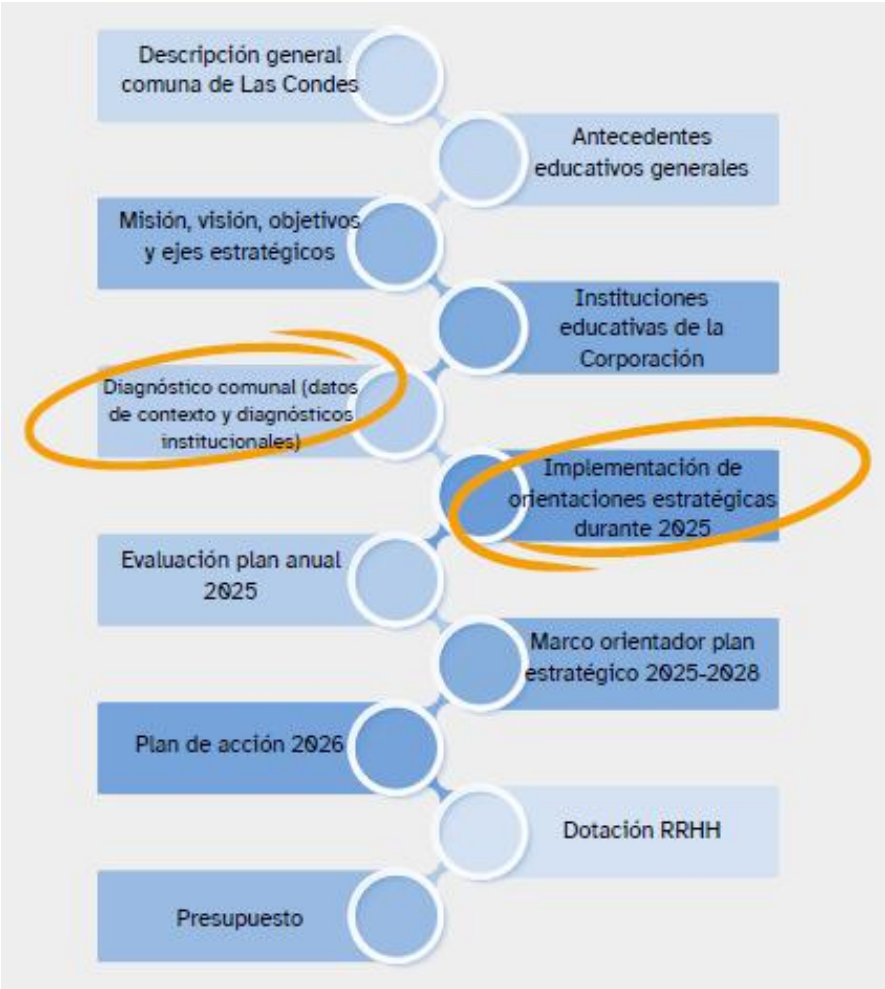 Descripción general
comuna de Las Condes
Antecedentes
educativos generales
Misión, visión, objetivos
y ejes estratégicos
Instituciones
educativas de la
Corporación
Diagnóstico comunal (datos
de contexto y diagnósticos
institucionales)
Implementación de
orientaciones estratégicas
durante 2025
Evaluación plan anual
2025
Marco orientador plan
estratégico 2025-2028
Plan de acción 2026
Dotación RRHH
Presupuesto